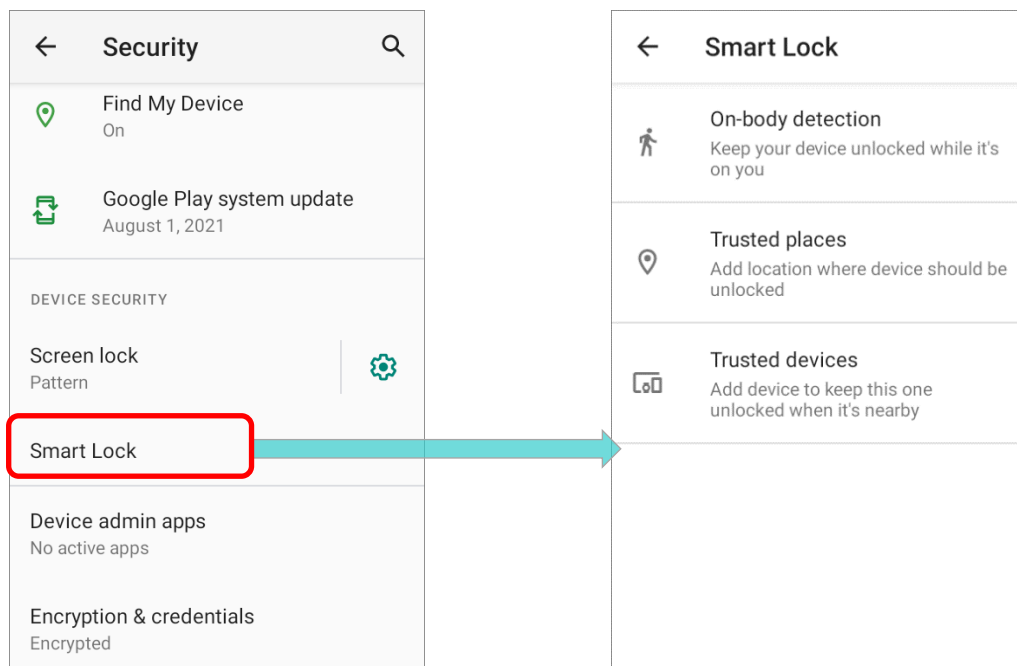 Security
Find My Device
On
Google Play system update
August 1, 2021
DEVICE SECURITY
Screen lock
Pattern
Smart Lock
Device admin apps
No active apps
Encryption & credentials
Encrypted
Smart Lock
On-body detection
Keep your device unlocked while it's
on you
Trusted places
Add location where device should be
unlocked
Trusted devices
Add device to keep this one
unlocked when it's nearby